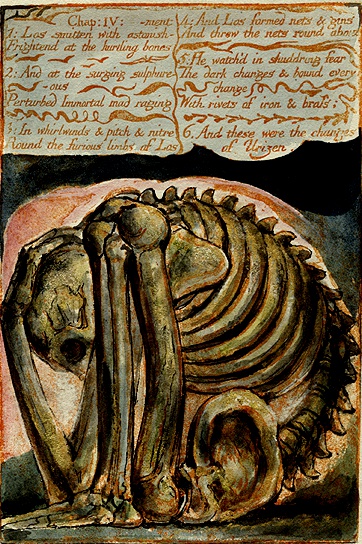 Chap: IV: -ment
1: Los smitten with astonish-
Frightend at the hurtling bones
2: And at the surging sulphure-
-ous
Perturbed Immortal mad raging
3: In whirlwinds & pitch & nitre
Round the furious limbs of Los
4: And Los formed nets & gins
And threw the nets round about
5: He watch'd in shuddring fear
The dark changes & bound every
change
With rivets of iron & brass;
6. And these were the changes
of Urizen.